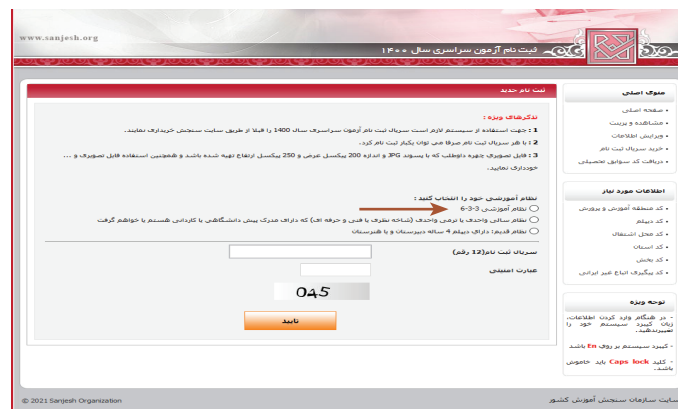 www.sanjesh.org
ثبت نام آزمون سراسری سال ۱۴۰۰
منوی اصلی
• صفحه اصلی
• مشاهده و پرینت
• ویرایش اطلاعات
• خرید سریال ثبت نام
• دریافت کد سوابق تحصیلی
اطلاعات مورد نیاز
• کد منطقه آموزش و پرورش
• کد دیپلم
• کد محل اشتغال
• کد استان
• کد بخش
• کد پیگیری اتباع غیر ایرانی
توجه ویژه
- در هنگام وارد کردن اطلاعات،
زبان کیبرد سیستم خود را
تغییرندهید.
- کیبرد سیستم بر روی En باشد
- کلید Caps lock باید خاموش
باشد.
ثبت نام جدید
تذکرهای ویژه :
1 : جهت استفاده از سیستم لازم است سریال ثبت نام آزمون سراسری سال 1400 را قبلا از طریق سایت سنجش خریداری نمایند.
2 : با هر سریال ثبت نام صرفا می توان یکبار ثبت نام کرد.
3 : فایل تصویری چهره داوطلب که با پسوند JPG و اندازه 200 پیکسل عرض و 250 پیکسل ارتفاع تهیه شده باشد و همچنین استفاده فایل تصویری و ...
خودداری نمایید.
نظام آموزشی خود را انتخاب کنید :
نظام آموزشی 3-3-6
نظام سالی واحدی یا ترمی واحدی (شاخه نظری یا فنی و حرفه ای) که دارای مدرک پیش دانشگاهی یا کاردانی هستم یا خواهم گرفت
نظام قدیم: دارای دیپلم 4 ساله دبیرستان و یا هنرستان
سریال ثبت نام(12 رقم)
عبارت امنیتی
045
تایید
سایت سازمان سنجش آموزش کشور
© 2021 Sanjesh Organization